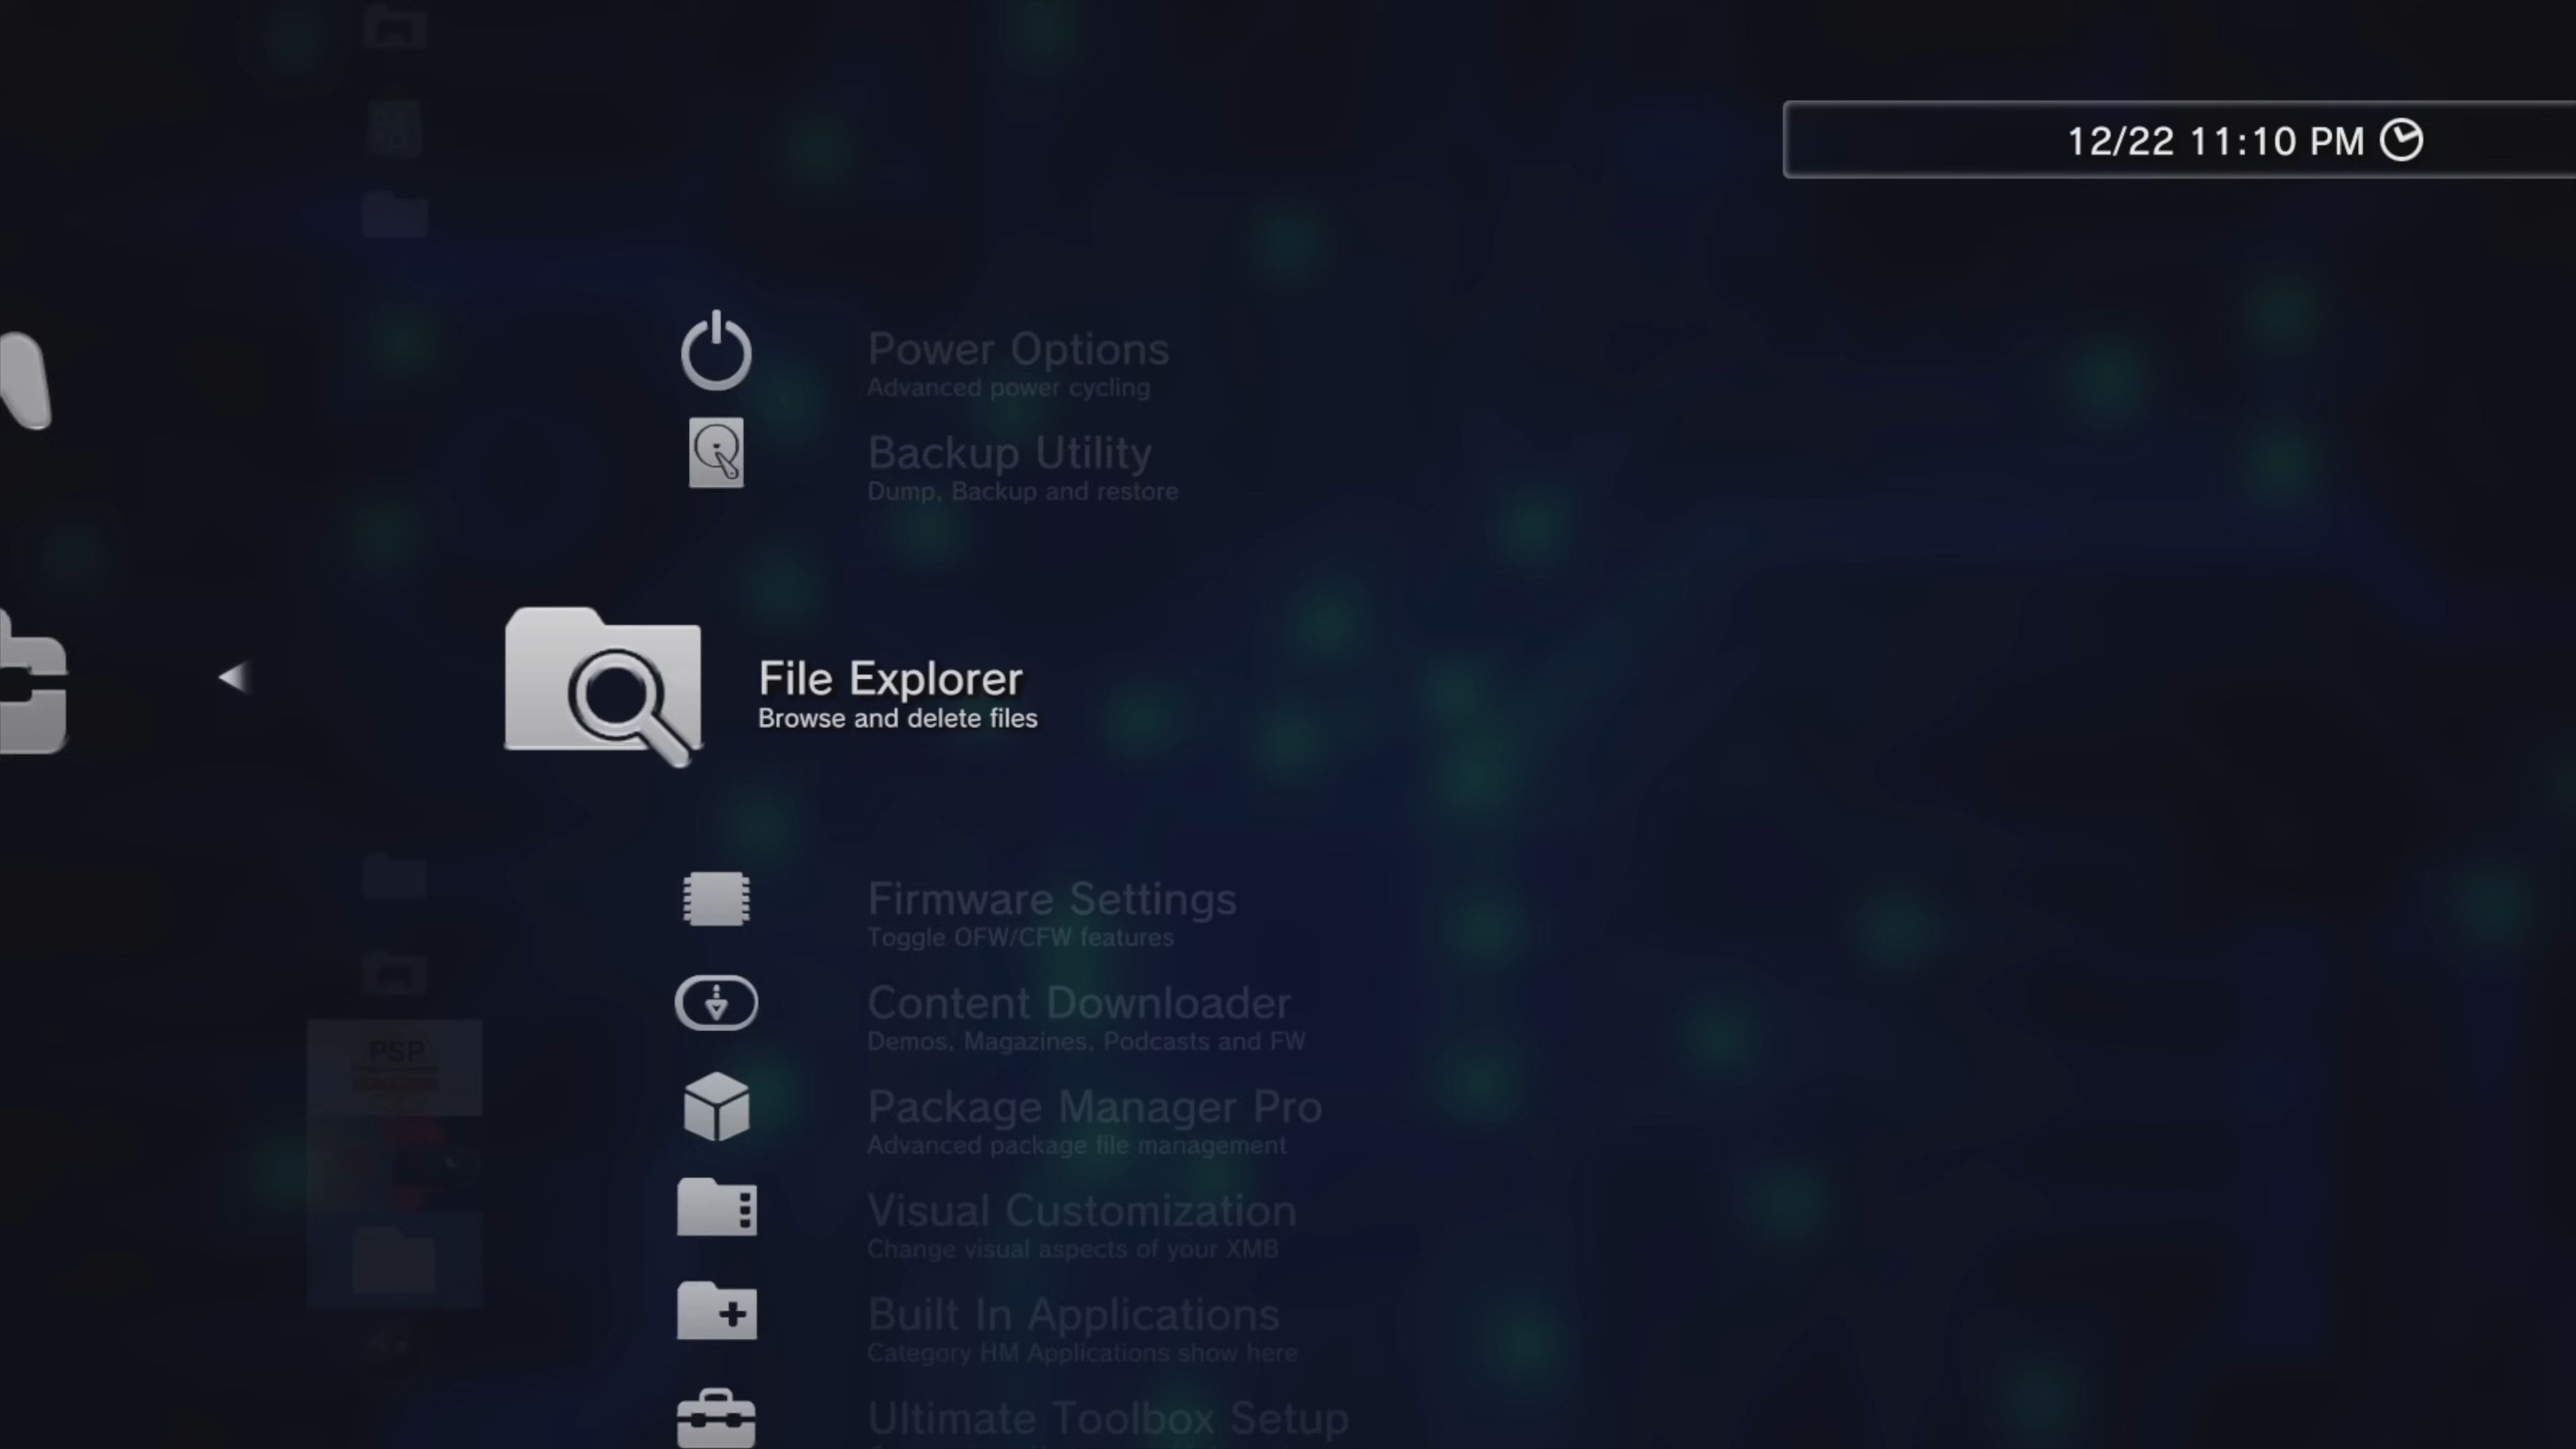 12/22 11:10 PM
Power Options
Advanced power cycling
Backup Utility
Dump, Backup and restore
File Explorer
Browse and delete files
Firmware Settings
Toggle OFW/CFW features
Content Downloader
Demos, Magazines, Podcasts and FW
PSP
Package Manager Pro
Advanced package file management
Visual Customization
Change visual aspects of your XMB
Built In Applications
Category HM Applications show here
Ultimate Toolbox Setup